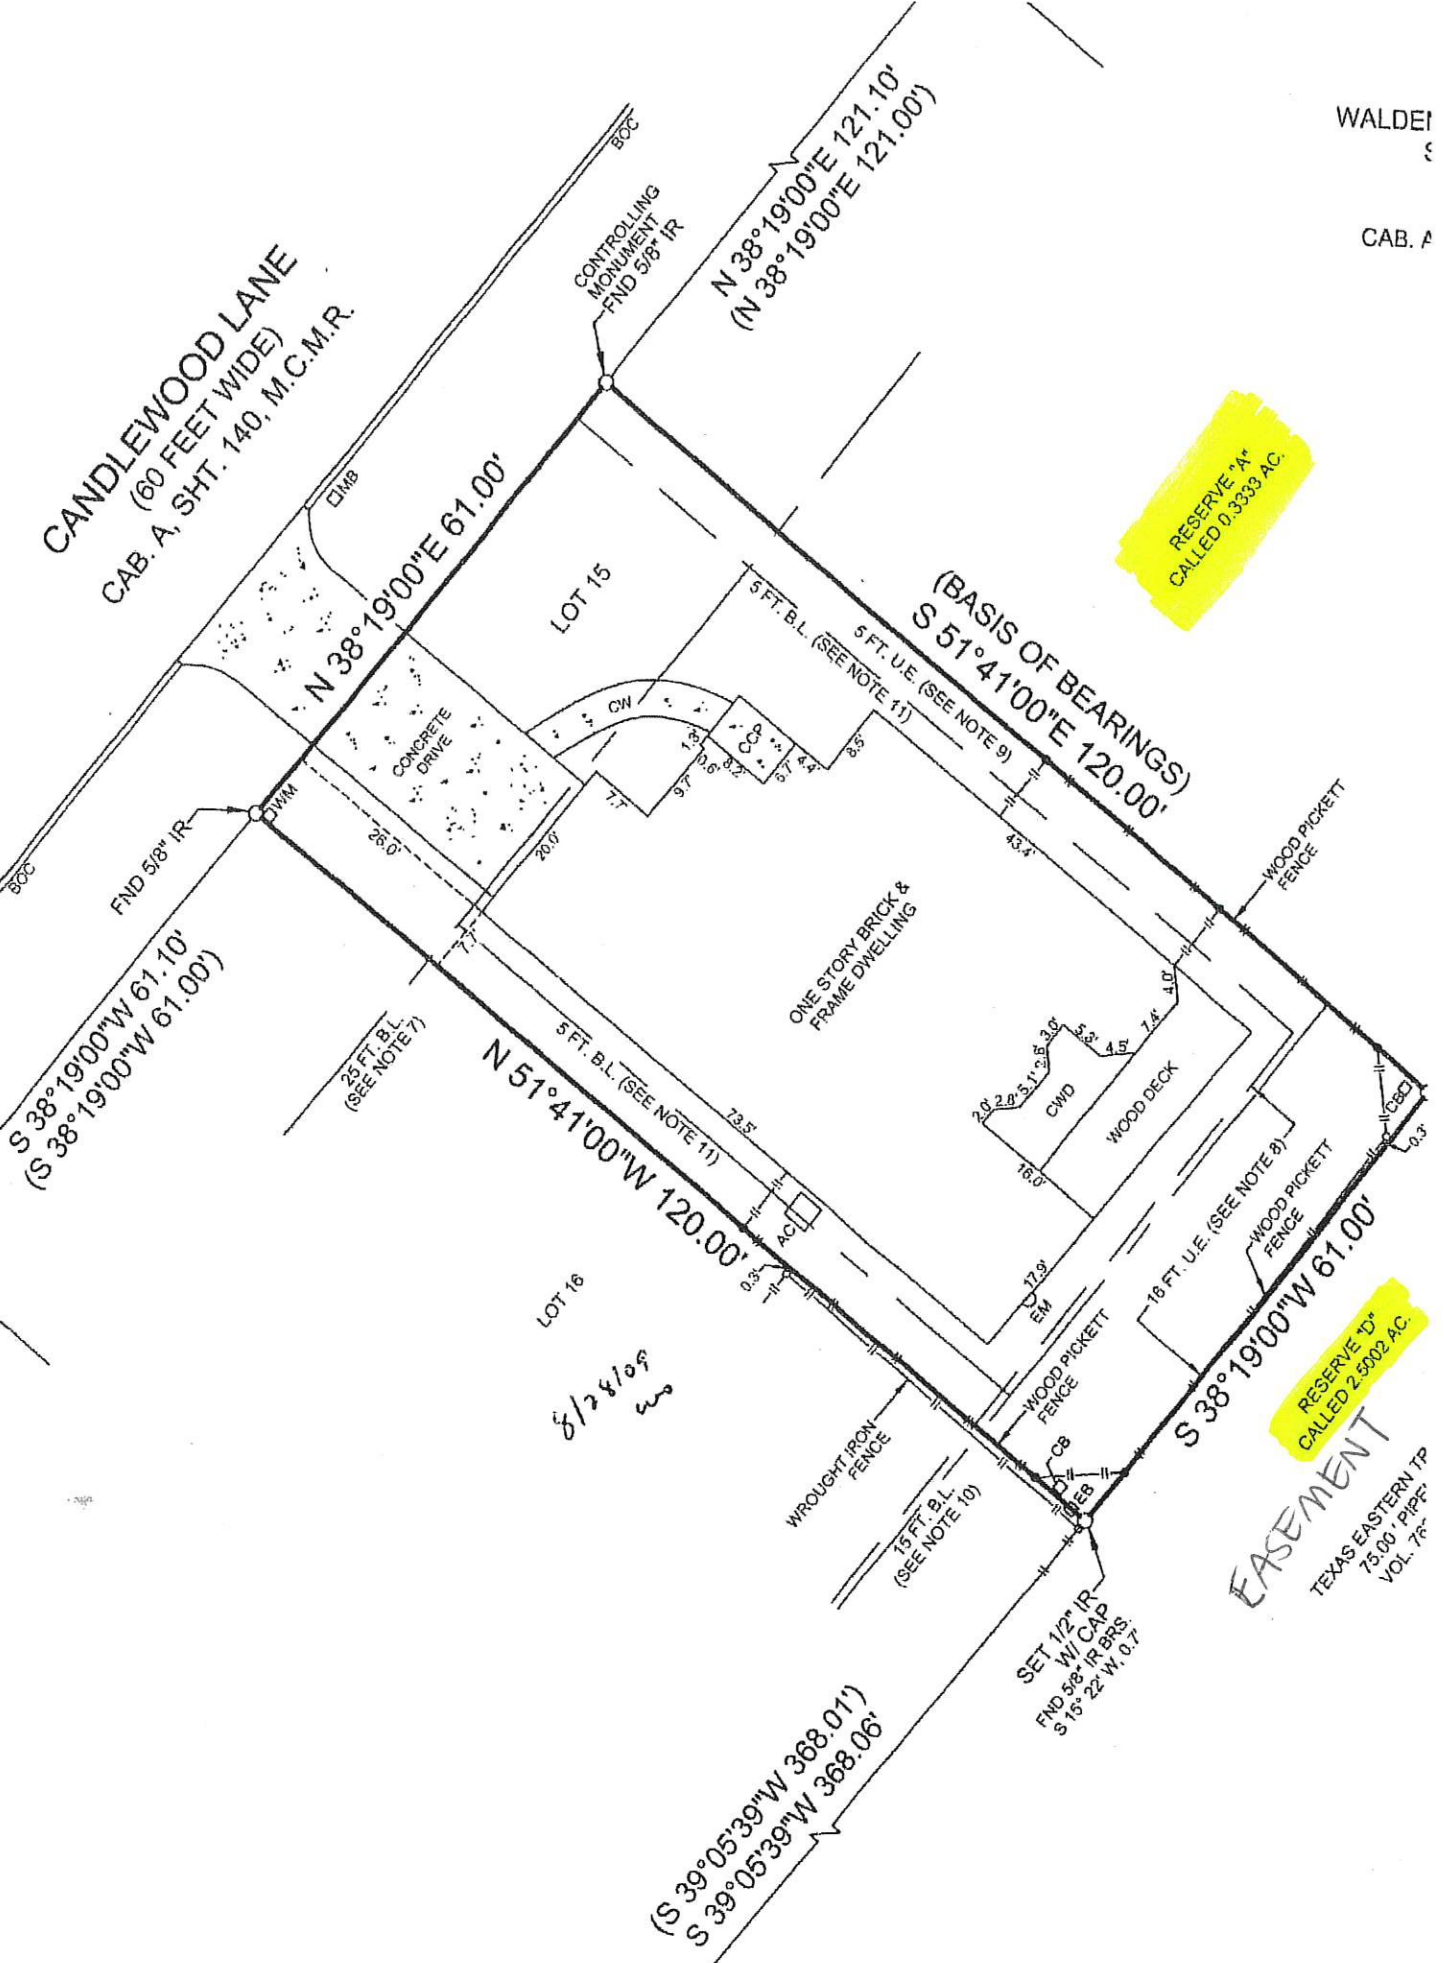 WALDE
CAB. A
CANDLEWOOD LANE
(60 FEET WIDE)
CAB. A, SHT. 140, M.C.M.R.
BOC
CONTROLLING
MONUMENT
FND 5/8" IR
N 38°19'00"E 121.10'
(N 38°19'00"E 121.00')
MB
N 38°19'00"E 61.00'
LOT 15
RESERVE "A"
CALLED 0.3333 AC.
(BASIS OF BEARINGS)
S 51°41'00"E 120.00'
5 FT. B.L. (SEE NOTE 11)
5 FT. U.E. (SEE NOTE 9)
CW
CONCRETE
DRIVE
CCP
1.3'
0.6'
8.2'
6.7'
4.4'
8.5'
9.7'
7.7'
WM
FND 5/8" IR
BOC
26.0'
20.0'
7.7'
S 38°19'00"W 61.10'
(S 38°19'00"W 61.00')
25 FT. B.L.
(SEE NOTE 7)
43.4'
WOOD PICKETT
FENCE
ONE STORY BRICK &
FRAME DWELLING
5 FT. B.L. (SEE NOTE 11)
N 51°41'00"W 120.00'
73.5'
4.0'
7.4'
4.5'
5.3'
3.0'
2.6'
5.1'
2.8'
2.0'
CWD
WOOD DECK
16.0'
CB
0.3'
AC
0.3'
LOT 16
17.9'
EM
16 FT. U.E. (SEE NOTE 8)
WOOD PICKETT
FENCE
S 38°19'00"W 61.00'
RESERVE "D"
CALLED 2.5002 AC.
EASEMENT
8/28/09
WOOD PICKETT
FENCE
WROUGHT IRON
FENCE
CB
EB
15 FT. B.L.
(SEE NOTE 10)
TEXAS EASTERN
75.00' PIPE
VOL.
SET 1/2" IR
W/ CAP
FND 5/8" IR BRS.
S 15° 22' W, 0.7'
(S 39°05'39"W 368.01')
S 39°05'39"W 368.06'